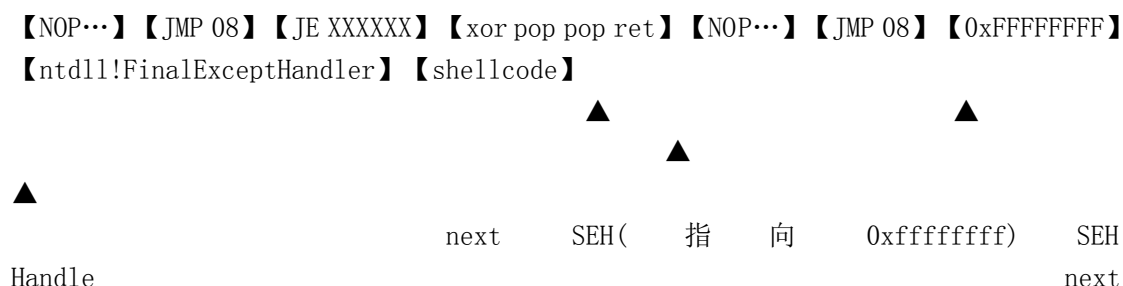 【NOP…】【JMP 08】【JE XXXXXX】【xor pop pop ret】【NOP…】【JMP 08】【0xFFFFFFFF】
【ntdll!FinalExceptHandler】【shellcode】
▲ ▲
▲
▲
next SEH( 指 向 0xffffffff) SEH
Handle next